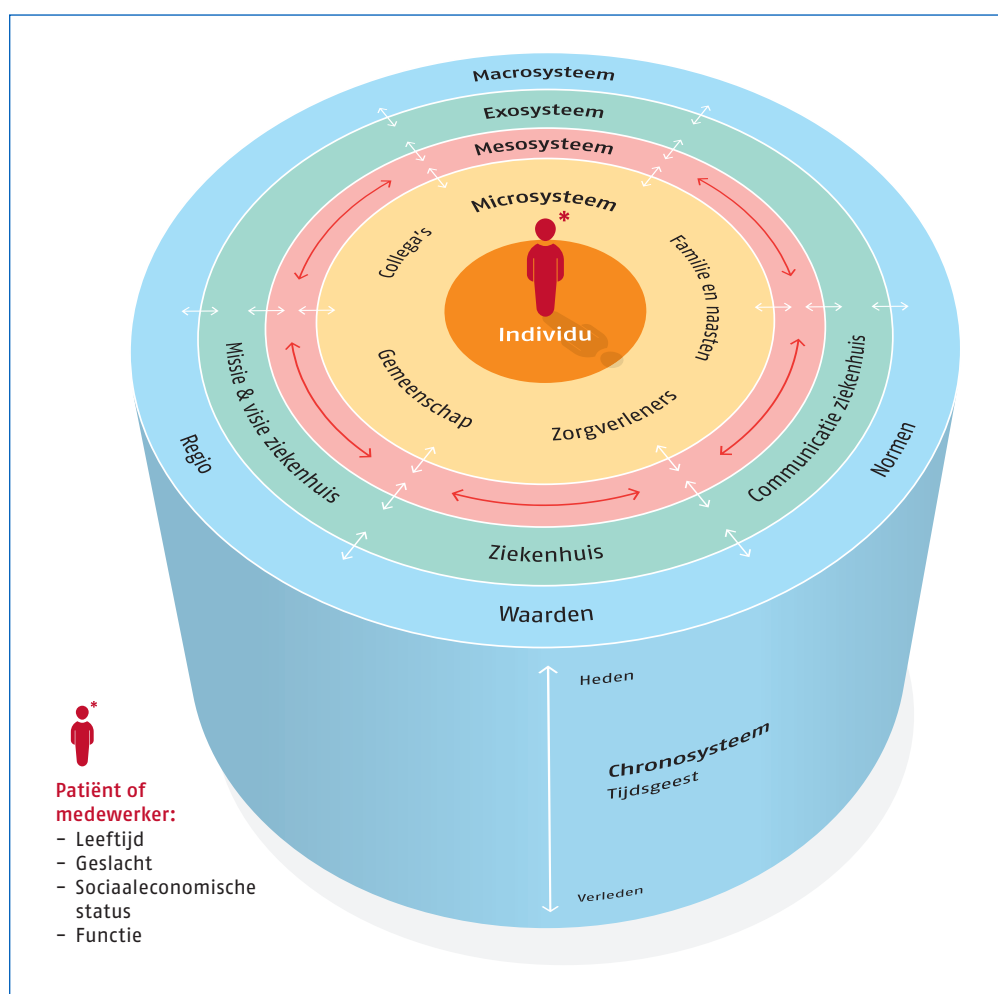 Macrosysteem
Exosysteem
Mesosysteem
Microsysteem
*
Collega's
Familie en naasten
Individu
Gemeenschap
Zorgverleners
Missie & visie ziekenhuis
Communicatie ziekenhuis
Regio
Normen
Ziekenhuis
Waarden
Heden
Chronosysteem
Tijdsgeest
Verleden
*
Patiënt of
medewerker:
– Leeftijd
– Geslacht
– Sociaaleconomische
status
– Functie